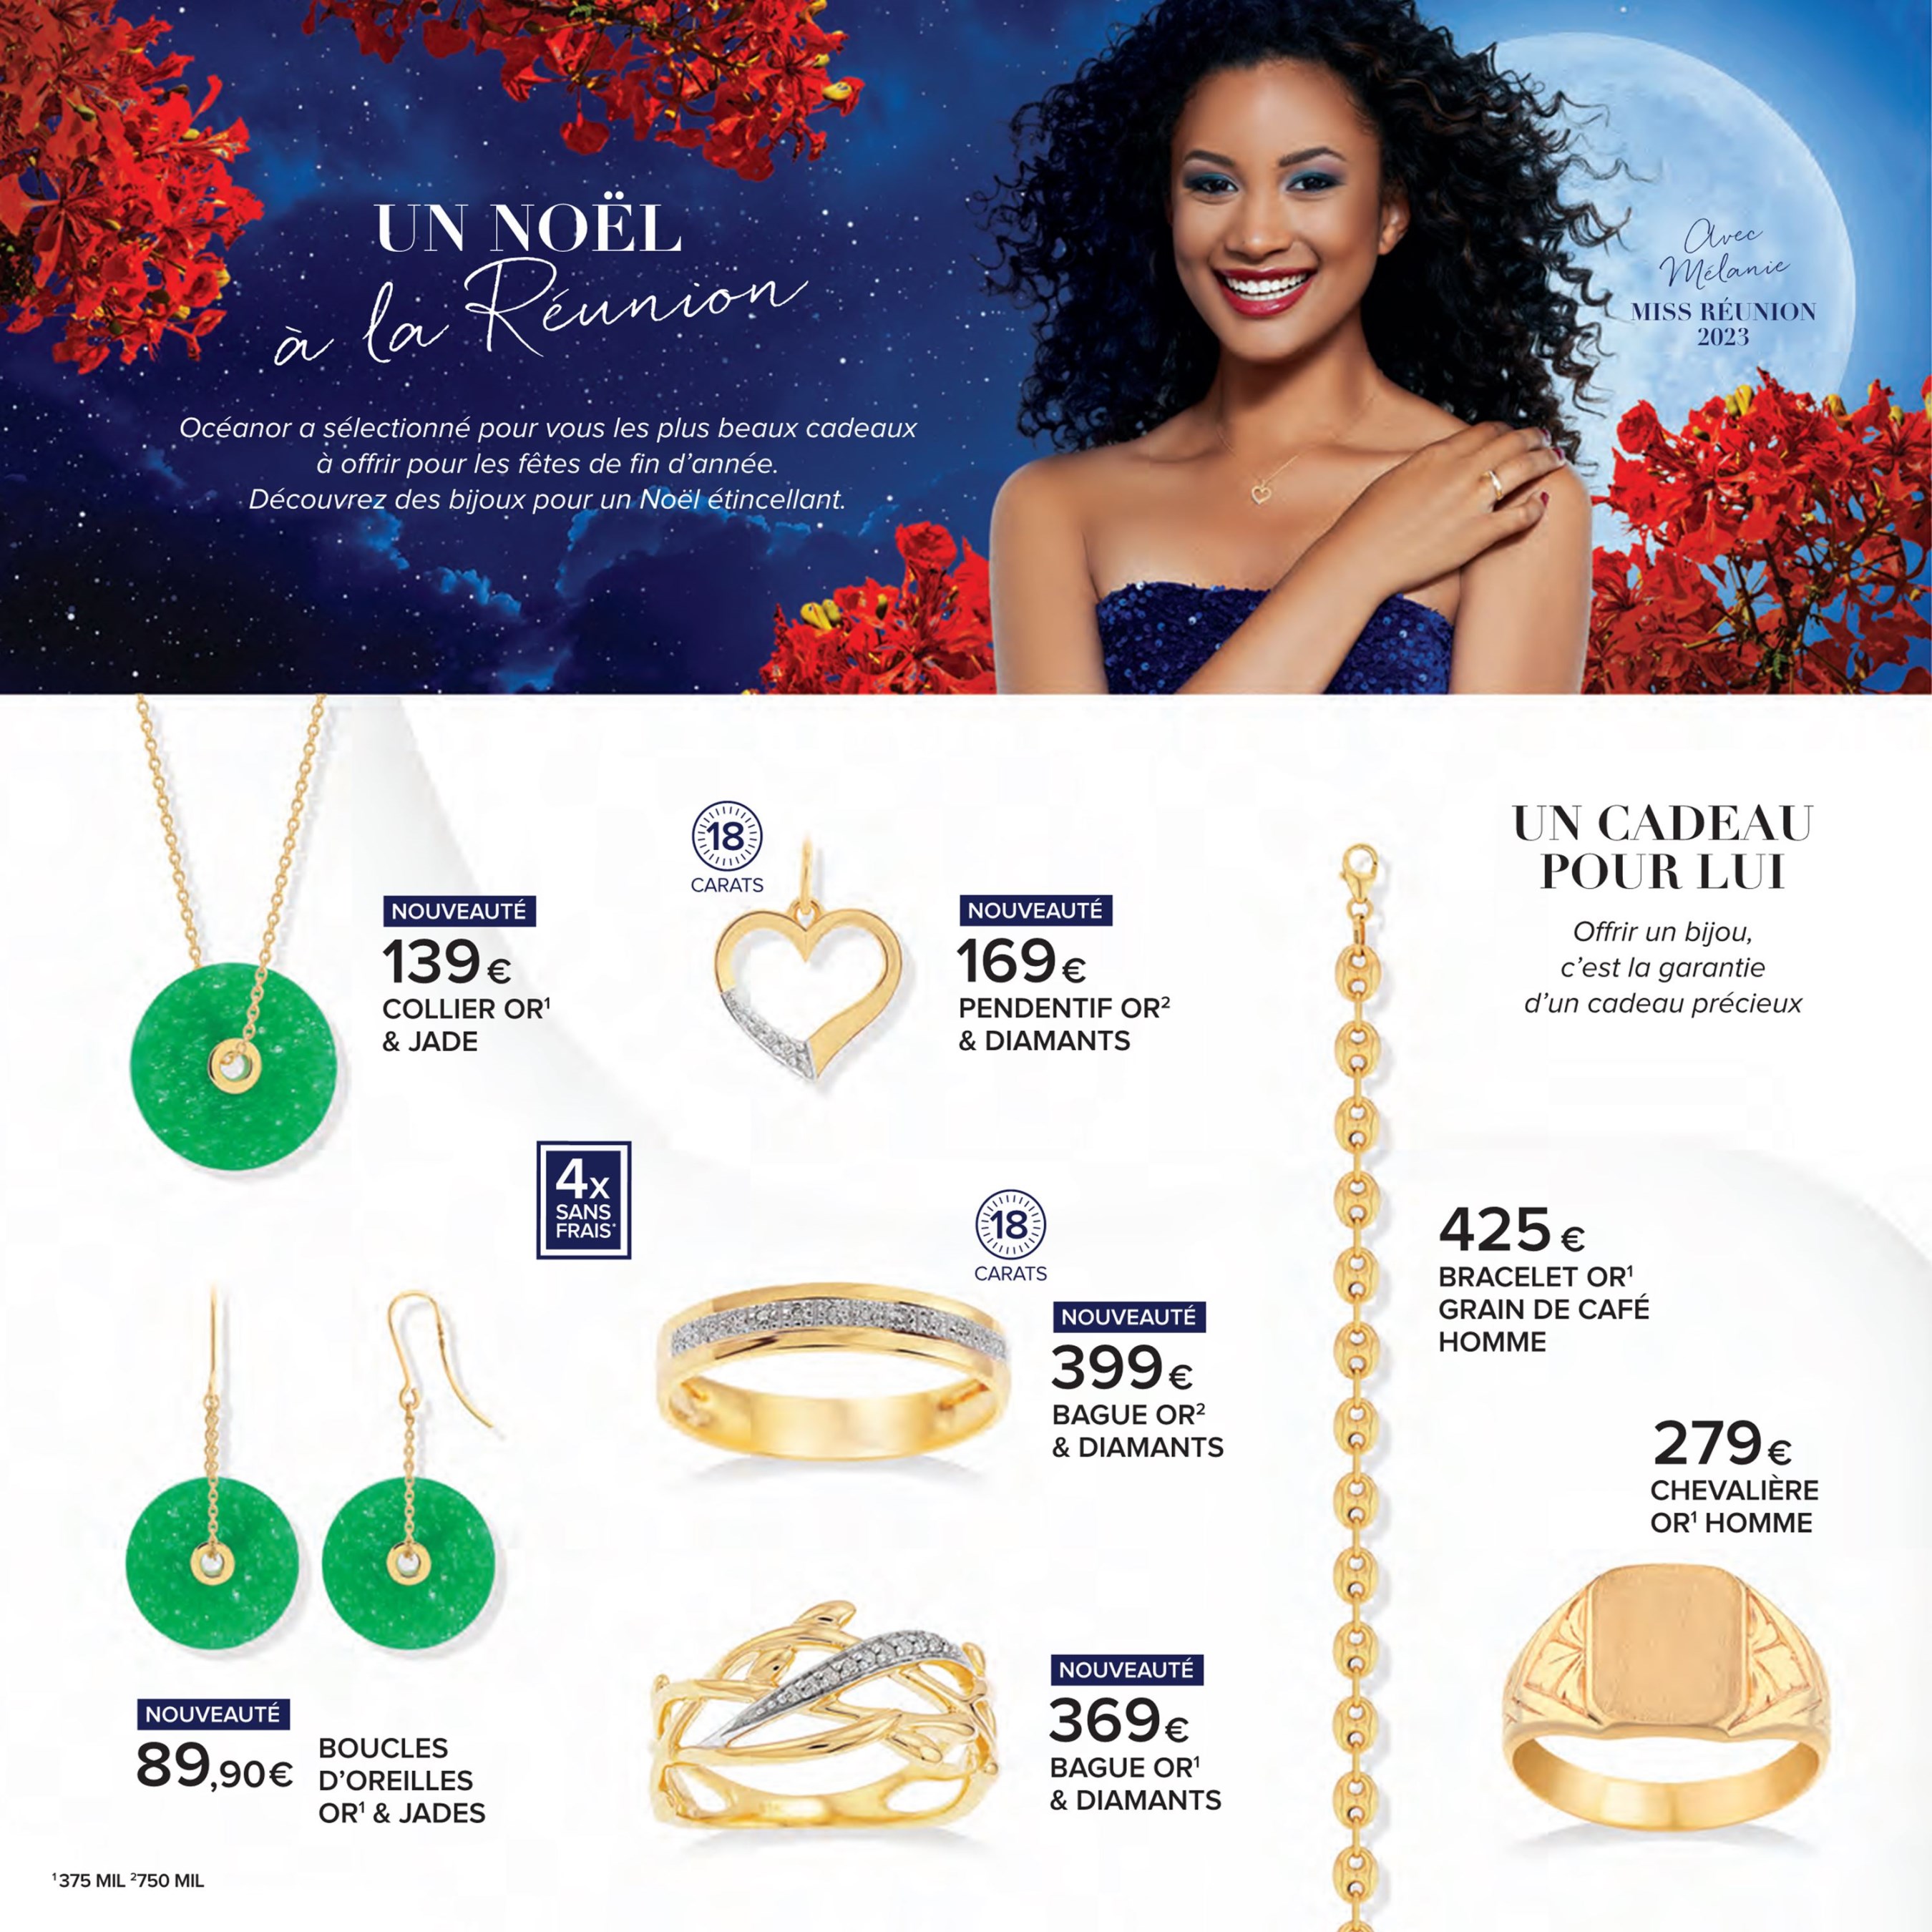 UN NOËL
à la Réunion
Océanor a sélectionné pour vous les plus beaux cadeaux
à offrir pour les fêtes de fin d'année.
Découvrez des bijoux pour un Noël étincellant.
Avec
Mélanie
MISS RÉUNION
2023
NOUVEAUTÉ
139 €
COLLIER OR¹
& JADE
18
CARATS
NOUVEAUTÉ
169 €
PENDENTIF OR²
& DIAMANTS
UN CADEAU
POUR LUI
Offrir un bijou,
c'est la garantie
d'un cadeau précieux
4x
SANS
FRAIS*
18
CARATS
NOUVEAUTÉ
399 €
BAGUE OR²
& DIAMANTS
425 €
BRACELET OR¹
GRAIN DE CAFÉ
HOMME
279 €
CHEVALIÈRE
OR¹ HOMME
NOUVEAUTÉ
89,90€
BOUCLES
D'OREILLES
OR¹ & JADES
NOUVEAUTÉ
369 €
BAGUE OR¹
& DIAMANTS
¹375 MIL ²750 MIL